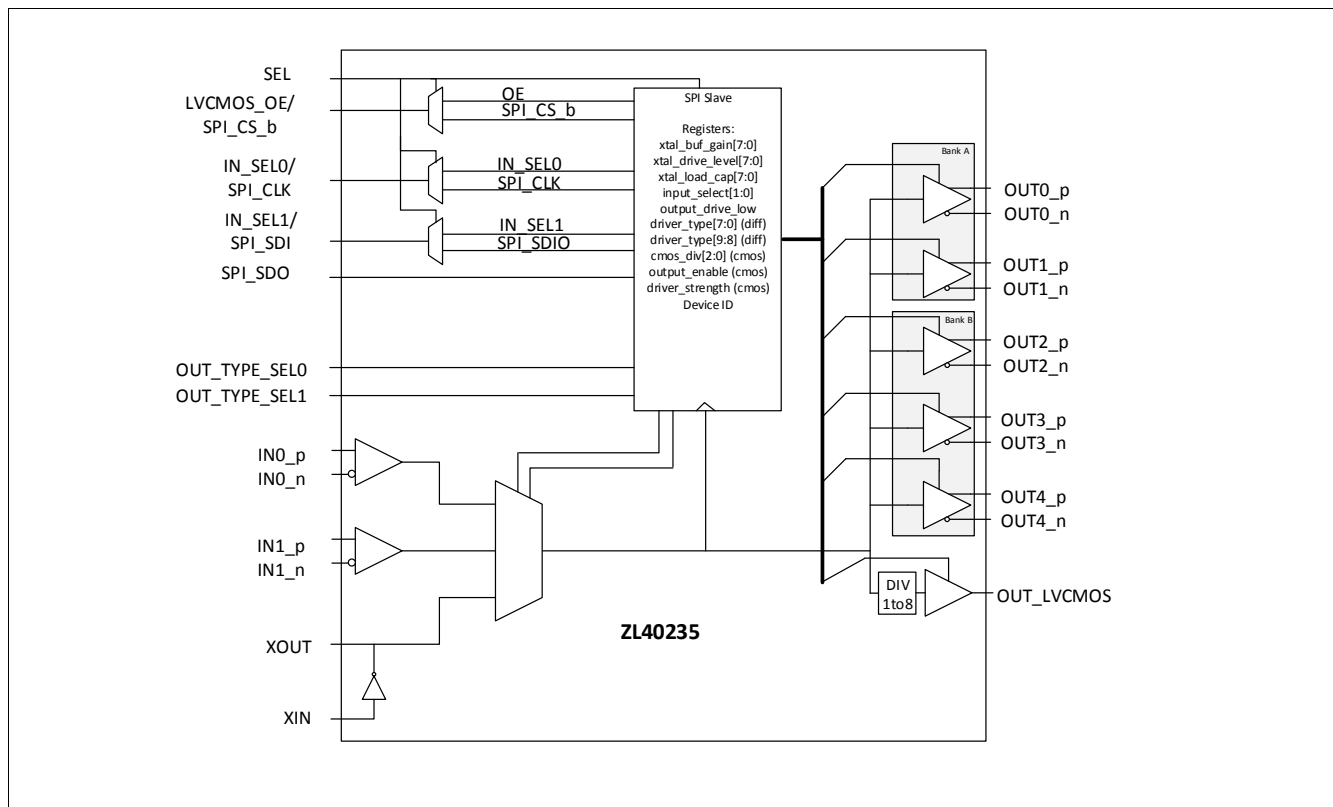 SEL
LVCMOS_OE/
SPI_CS_b
IN_SEL0/
SPI_CLK
IN_SEL1/
SPI_SDI
SPI_SDO
OUT_TYPE_SEL0
OUT_TYPE_SEL1
IN0_p
IN0_n
IN1_p
IN1_n
XOUT
XIN
OE
SPI_CS_b
IN_SEL0
SPI_CLK
IN_SEL1
SPI_SDIO
SPI Slave
Registers:
xtal_buf_gain[7:0]
xtal_drive_level[7:0]
xtal_load_cap[7:0]
input_select[1:0]
output_drive_low
driver_type[7:0] (diff)
driver_type[9:8] (diff)
cmos_div[2:0] (cmos)
output_enable (cmos)
driver_strength (cmos)
Device ID
Bank A
OUT0_p
OUT0_n
OUT1_p
OUT1_n
Bank B
OUT2_p
OUT2_n
OUT3_p
OUT3_n
OUT4_p
OUT4_n
DIV
1to8
OUT_LVCMOS
ZL40235